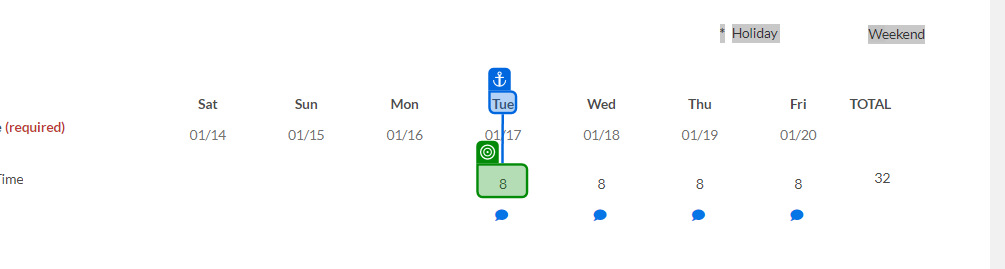 * Holiday Weekend
Sat Sun Mon Tue Wed Thu Fri TOTAL
(required)
01/14 01/15 01/16 01/17 01/18 01/19 01/20
Time 8 8 8 8 32